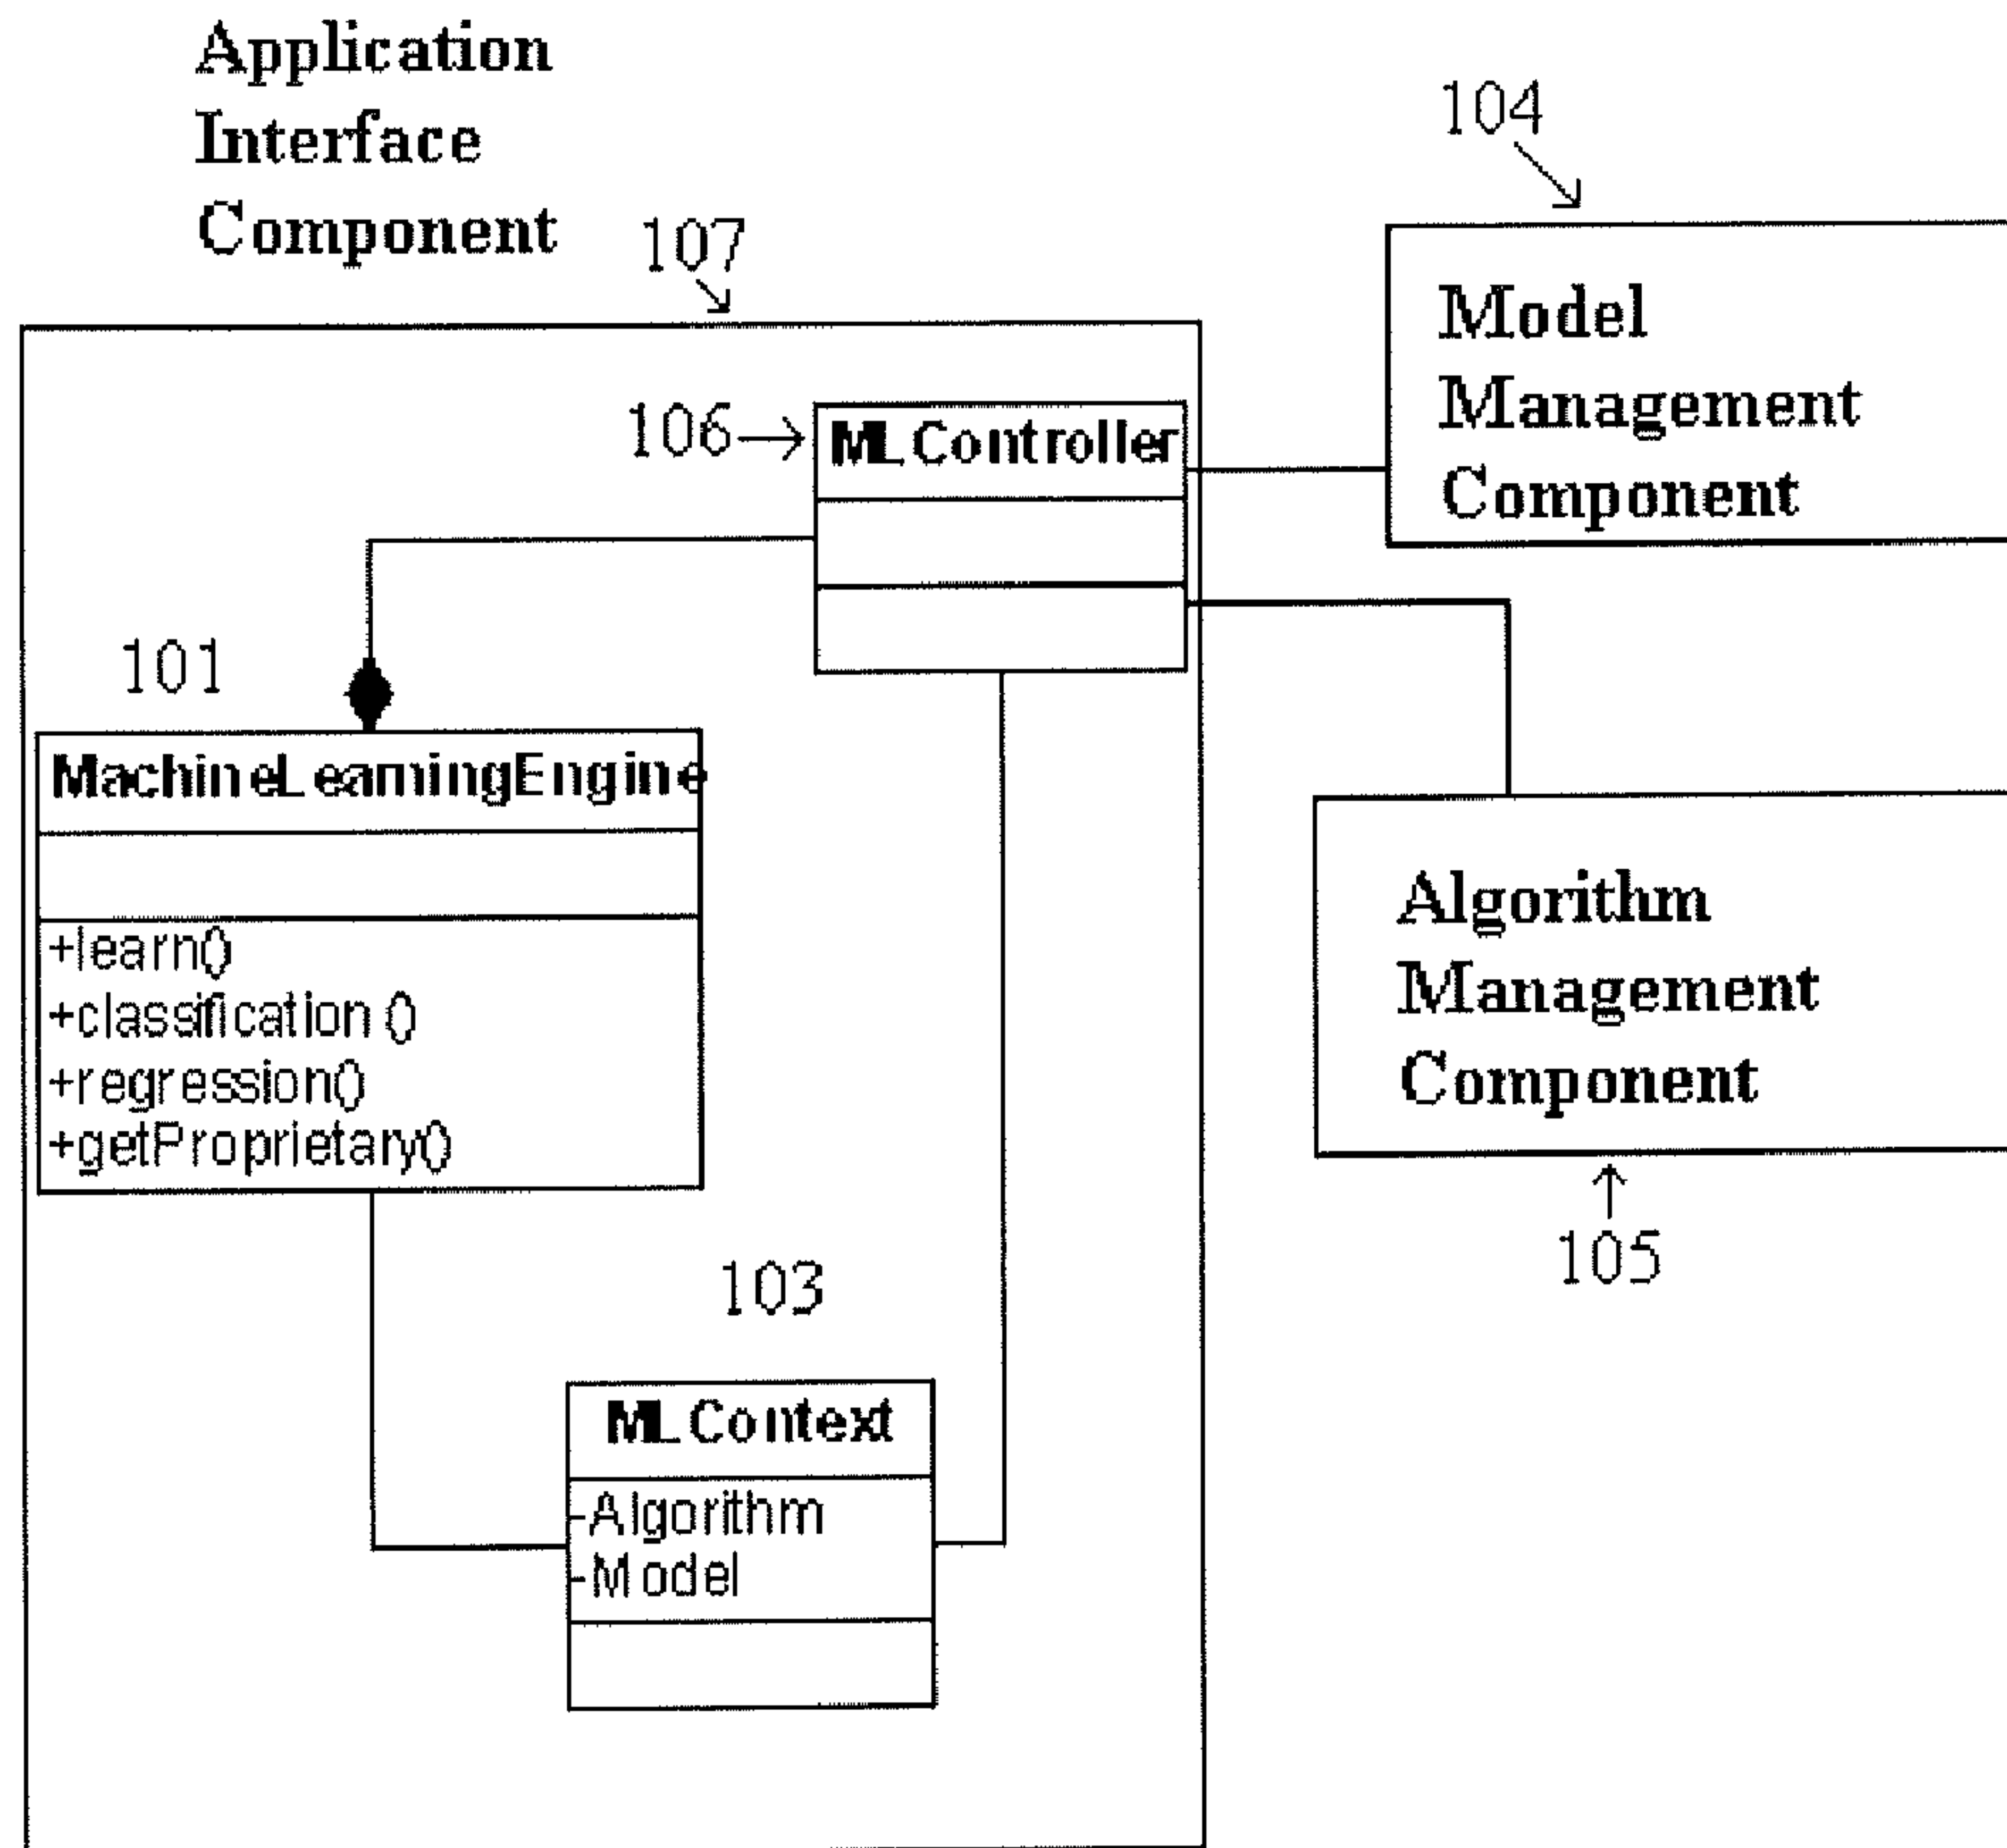 Application
Interface
Component
107
104
Model
Management
Component
106
MLController
101
MachineLearningEngine
+learn()
+classification ()
+regression()
+getProprietary()
Algorithm
Management
Component
105
103
MLContext
-Algorithm
-Model